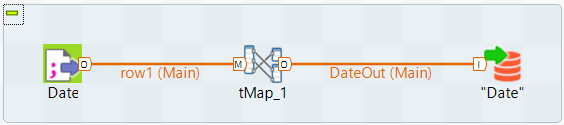 O row1 (Main) M O DateOut (Main) I
Date tMap_1 "Date"